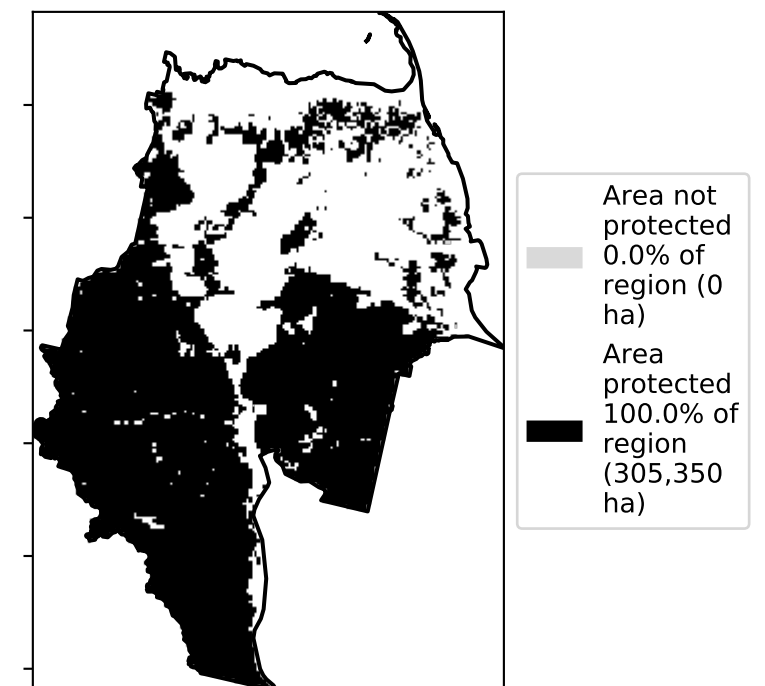 Area not
protected
0.0% of
region (0
ha)
Area
protected
100.0% of
region
(305,350
ha)